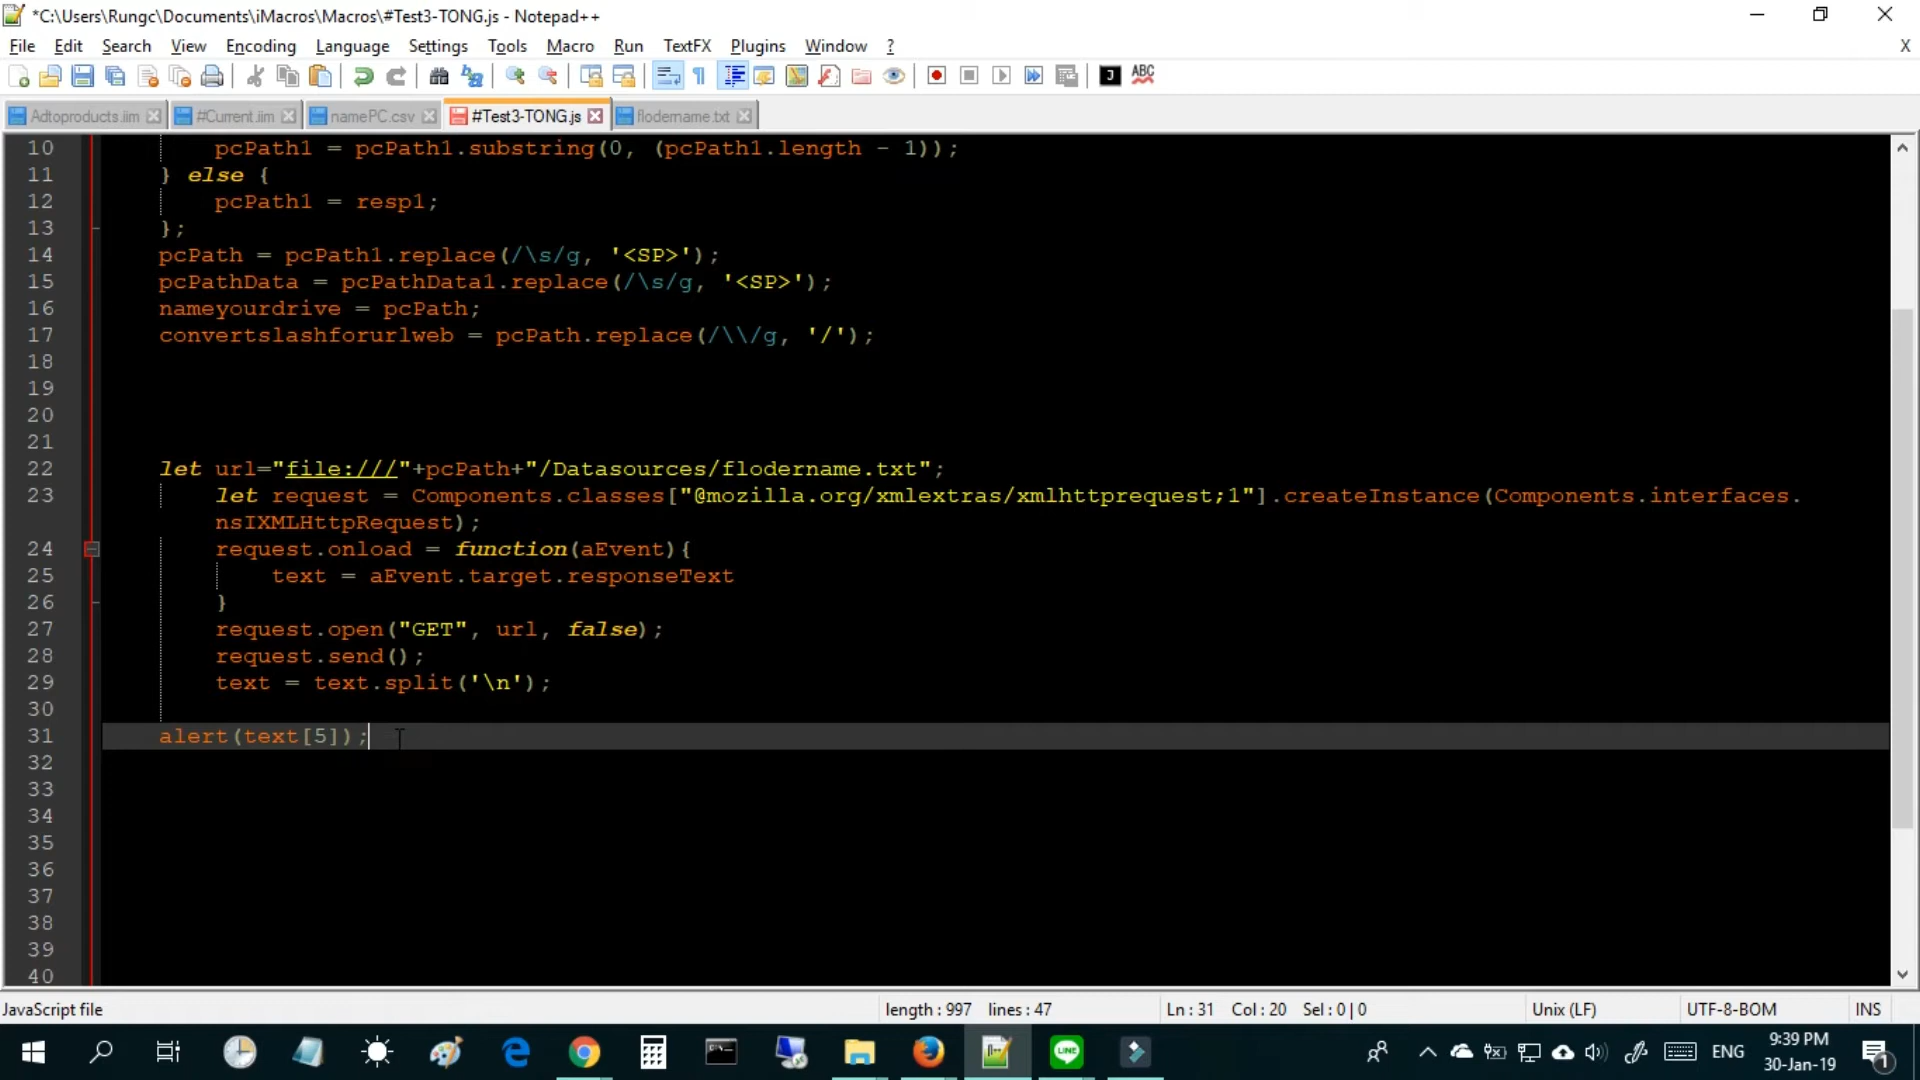 *C:\Users\Rungc\Documents\iMacros\Macros\#Test3-TONG.js - Notepad++
File Edit Search View Encoding Language Settings Tools Macro Run TextFX Plugins Window ? X
J ABC
Adtoproducts.iim #Current.iim namePC.csv #Test3-TONG.js flodername.txt
10 pcPath1 = pcPath1.substring(0, (pcPath1.length - 1));
11 } else {
12 pcPath1 = resp1;
13 };
14 pcPath = pcPath1.replace(/\s/g, '<SP>');
15 pcPathData = pcPathData1.replace(/\s/g, '<SP>');
16 nameyourdrive = pcPath;
17 convertslashforurlweb = pcPath.replace(/\\/g, '/');
18
19
20
21
22 let url="file:///"+pcPath+"/Datasources/flodername.txt";
23 let request = Components.classes["@mozilla.org/xmlextras/xmlhttprequest;1"].createInstance(Components.interfaces.
nsIXMLHttpRequest);
24 request.onload = function(aEvent){
25 text = aEvent.target.responseText
26 }
27 request.open("GET", url, false);
28 request.send();
29 text = text.split('\n');
30
31 alert(text[5]);
32
33
34
35
36
37
38
39
40
JavaScript file length : 997 lines : 47 Ln : 31 Col : 20 Sel : 0 | 0 Unix (LF) UTF-8-BOM INS
LINE ENG 9:39 PM
30-Jan-19 1